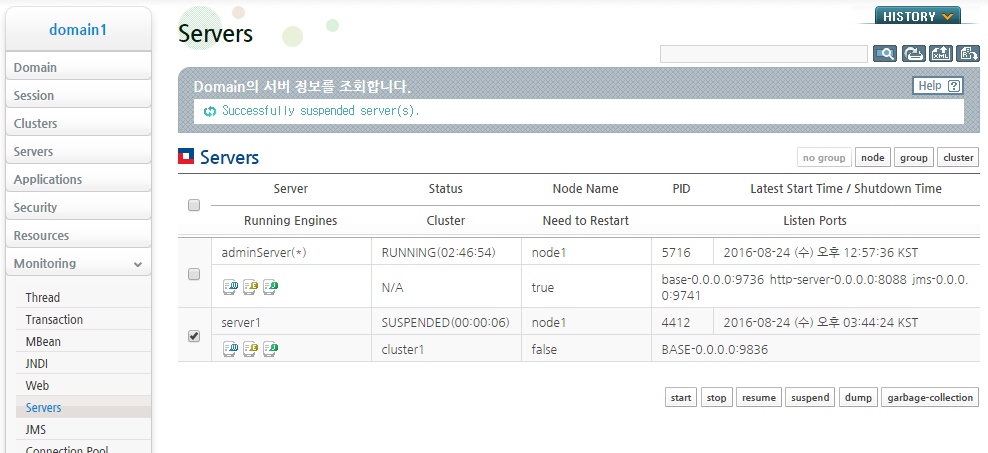 domain1
Domain
Session
Clusters
Servers
Applications
Security
Resources
Monitoring
Thread
Transaction
MBean
JNDI
Web
Servers
JMS
Connection Pool
HISTORY
Servers
XML
Domain의 서버 정보를 조회합니다.
Help ?
Successfully suspended server(s).
Servers
no group node group cluster
Server Status Node Name PID Latest Start Time / Shutdown Time
Running Engines Cluster Need to Restart Listen Ports
adminServer(*) RUNNING(02:46:54) node1 5716 2016-08-24 (수) 오후 12:57:36 KST
N/A true base-0.0.0.0:9736 http-server-0.0.0.0:8088 jms-0.0.0.
0:9741
server1 SUSPENDED(00:00:06) node1 4412 2016-08-24 (수) 오후 03:44:24 KST
cluster1 false BASE-0.0.0.0:9836
start stop resume suspend dump garbage-collection